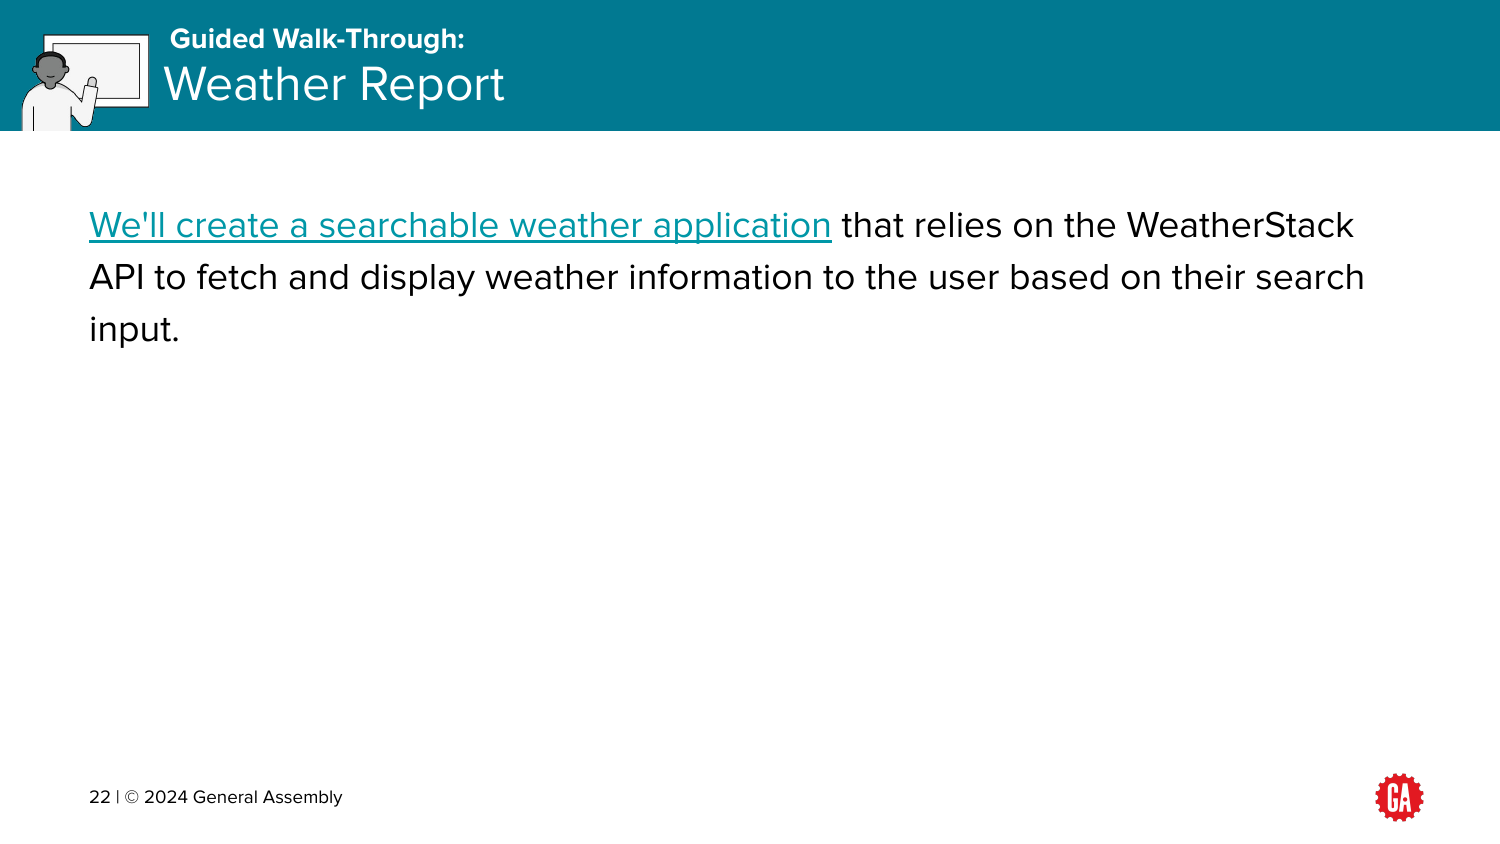 Guided Walk-Through:
Weather Report
We'll create a searchable weather application that relies on the WeatherStack
API to fetch and display weather information to the user based on their search
input.
22 | © 2024 General Assembly
GA